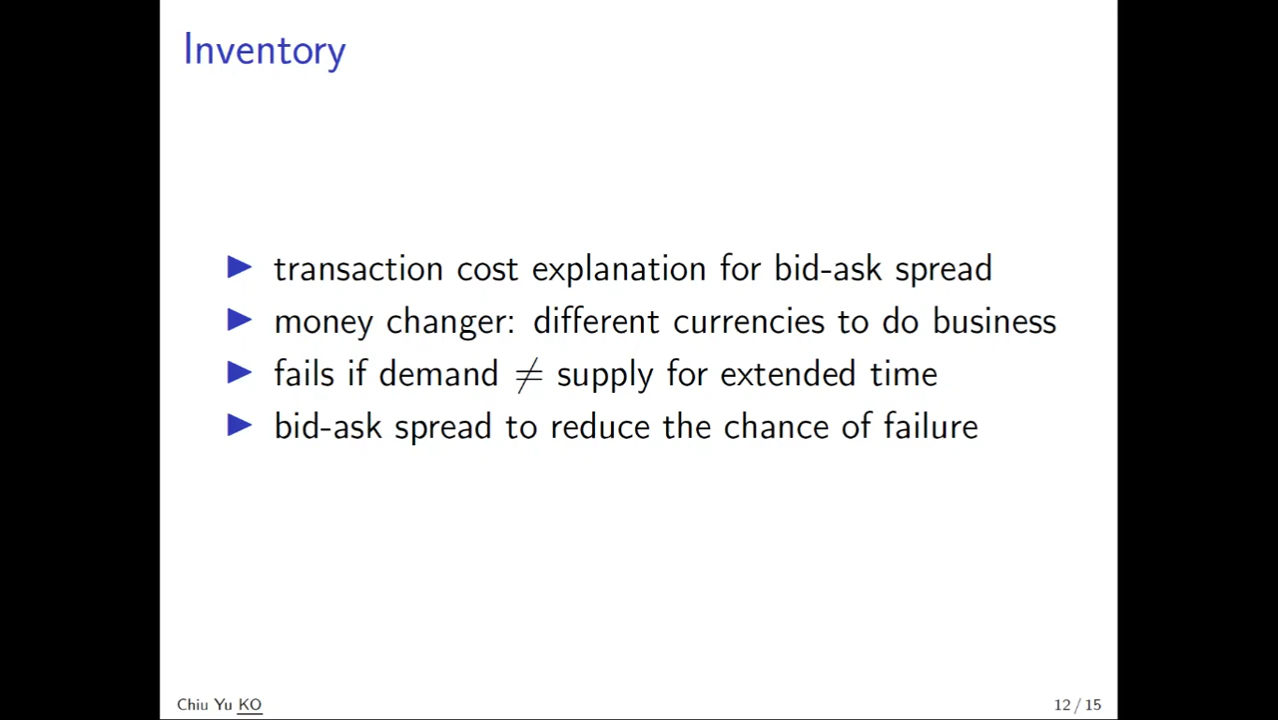 Inventory
▶ transaction cost explanation for bid-ask spread
▶ money changer: different currencies to do business
▶ fails if demand ≠ supply for extended time
▶ bid-ask spread to reduce the chance of failure
Chiu Yu KO 12 / 15